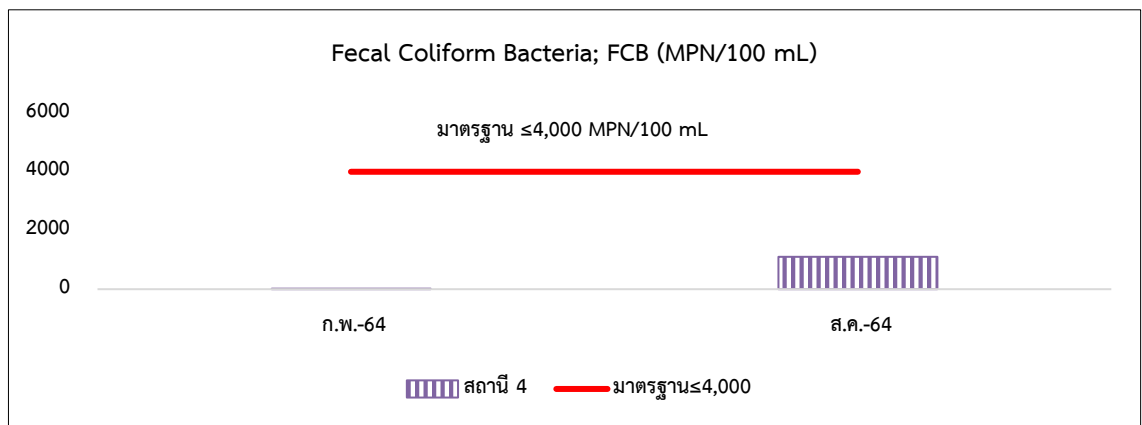 Fecal Coliform Bacteria; FCB (MPN/100 mL)
6000
มาตรฐาน ≤4,000 MPN/100 mL
4000
2000
0
ก.พ.-64 ส.ค.-64
สถานี 4 มาตรฐาน≤4,000